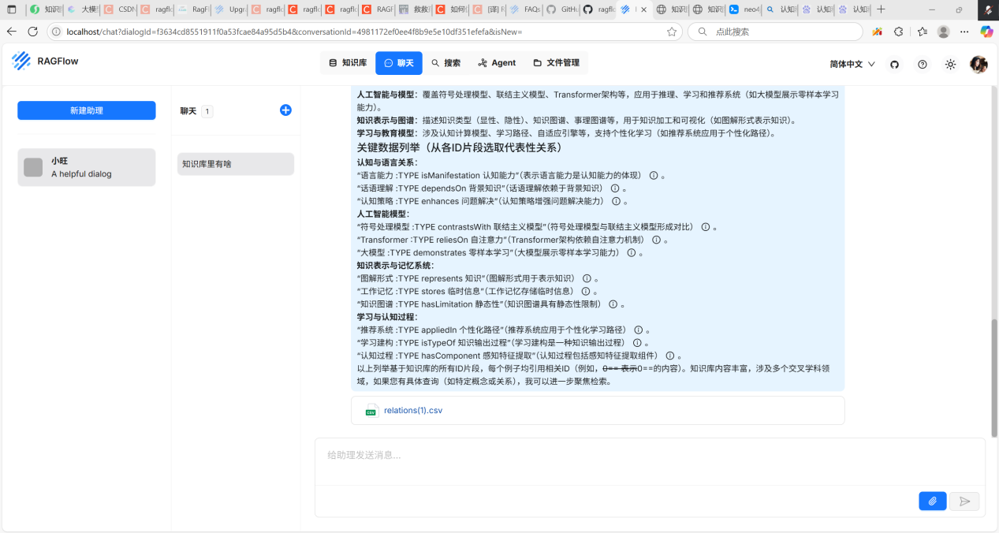 知识
大模
CSDN
ragflo
RagF
Upgr
ragflo
ragflo
ragflo
RAGF
救救
如何
[译] R
FAQs
GitHu
ragflo
知识
知识
neo4
认知
认知
认知
localhost/chat?dialogId=f3634cd8551911f0a53fcae84a95d5b4&conversationId=4981172ef0ee4f8b9e5e10df351efefa&isNew=
点此搜索
RAGFlow
知识库
聊天
搜索
Agent
文件管理
简体中文
新建助理
小旺
A helpful dialog
聊天 1
知识库里有啥
人工智能与模型：覆盖符号处理模型、联结主义模型、Transformer架构等，应用于推理、学习和推荐系统（如大模型展示零样本学习
能力）。
知识表示与图谱：描述知识类型（显性、隐性）、知识图谱、事理图谱等，用于知识加工和可视化（如图解形式表示知识）。
学习与教育模型：涉及认知计算模型、学习路径、自适应引擎等，支持个性化学习（如推荐系统应用于个性化路径）。
关键数据列举（从各ID片段选取代表性关系）
认知与语言关系：
“语言能力 :TYPE isManifestation 认知能力”（表示语言能力是认知能力的体现） 。
“话语理解 :TYPE dependsOn 背景知识”（话语理解依赖于背景知识） 。
“认知策略 :TYPE enhances 问题解决”（认知策略增强问题解决能力） 。
人工智能模型：
“符号处理模型 :TYPE contrastsWith 联结主义模型”（符号处理模型与联结主义模型形成对比） 。
“Transformer :TYPE reliesOn 自注意力”（Transformer架构依赖自注意力机制） 。
“大模型 :TYPE demonstrates 零样本学习”（大模型展示零样本学习能力） 。
知识表示与记忆系统：
“图解形式 :TYPE represents 知识”（图解形式用于表示知识） 。
“工作记忆 :TYPE stores 临时信息”（工作记忆存储临时信息） 。
“知识图谱 :TYPE hasLimitation 静态性”（知识图谱具有静态性限制） 。
学习与认知过程：
“推荐系统 :TYPE appliedIn 个性化路径”（推荐系统应用于个性化学习路径） 。
“学习建构 :TYPE isTypeOf 知识输出过程”（学习建构是一种知识输出过程） 。
“认知过程 :TYPE hasComponent 感知特征提取”（认知过程包括感知特征提取组件） 。
以上列举基于知识库的所有ID片段，每个例子均引用相关ID（例如，0== 表示0==的内容）。知识库内容丰富，涉及多个交叉学科领
域，如果您有具体查询（如特定概念或关系），我可以进一步聚焦检索。
relations(1).csv
给助理发送消息...